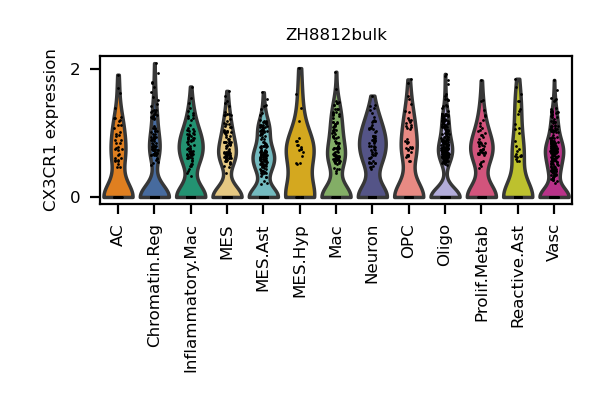 ZH8812bulk
CX3CR1 expression
2
0
AC
Chromatin.Reg
Inflammatory.Mac
MES
MES.Ast
MES.Hyp
Mac
Neuron
OPC
Oligo
Prolif.Metab
Reactive.Ast
Vasc